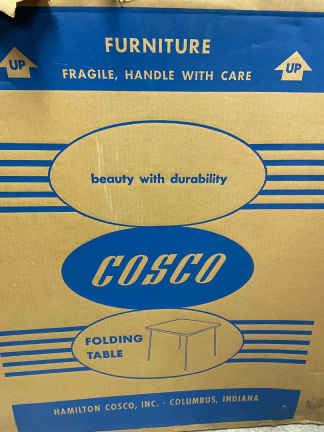 FURNITURE
UP
FRAGILE, HANDLE WITH CARE
UP
beauty with durability
COSCO
FOLDING
TABLE
HAMILTON COSCO, INC. - COLUMBUS, INDIANA